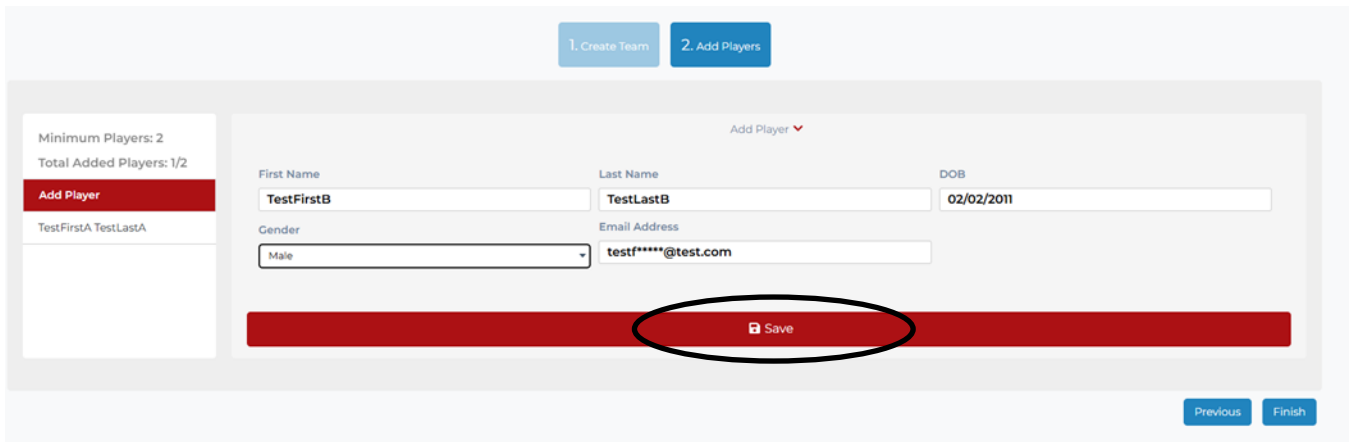 1. Create Team
2. Add Players
Minimum Players: 2
Total Added Players: 1/2
Add Player
TestFirstA TestLastA
Add Player
First Name
Last Name
DOB
TestFirstB
TestLastB
02/02/2011
Gender
Email Address
Male
testf*****@test.com
Save
Previous
Finish